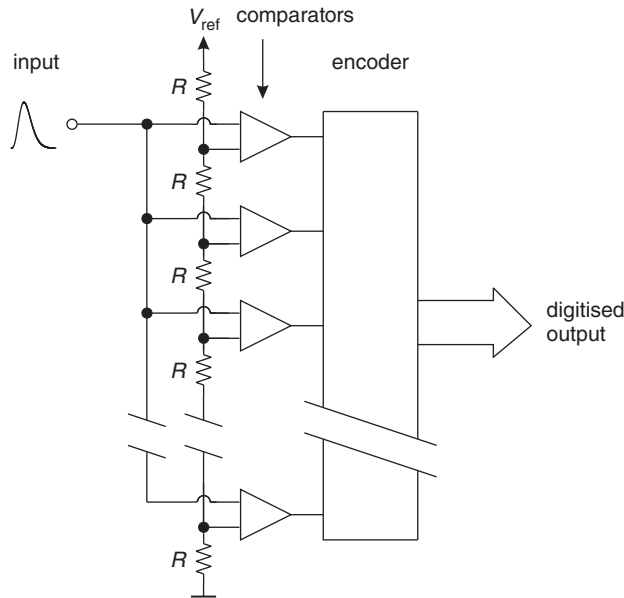 V_ref comparators
input
encoder
R
R
R
R
digitised
output
R